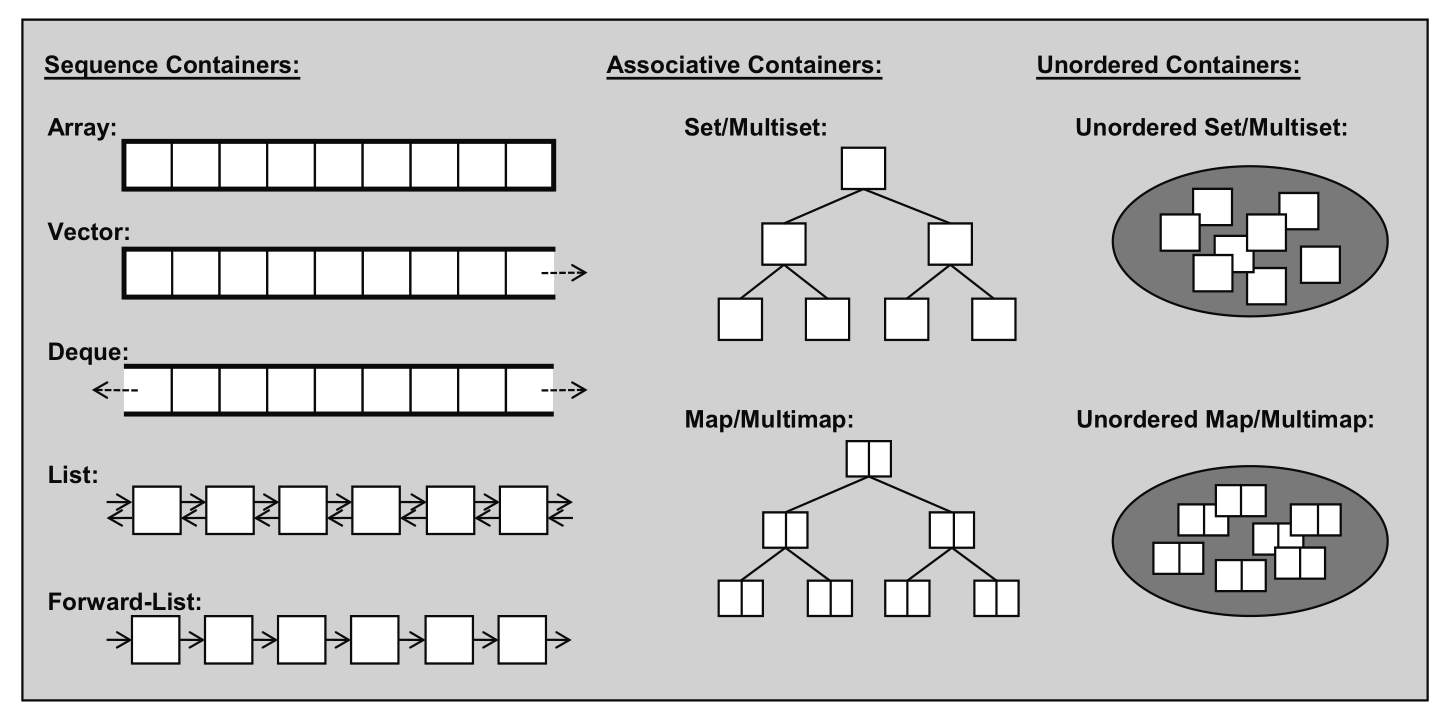 Sequence Containers:
Array:
Vector:
Deque:
List:
Forward-List:
Associative Containers:
Set/Multiset:
Map/Multimap:
Unordered Containers:
Unordered Set/Multiset:
Unordered Map/Multimap: